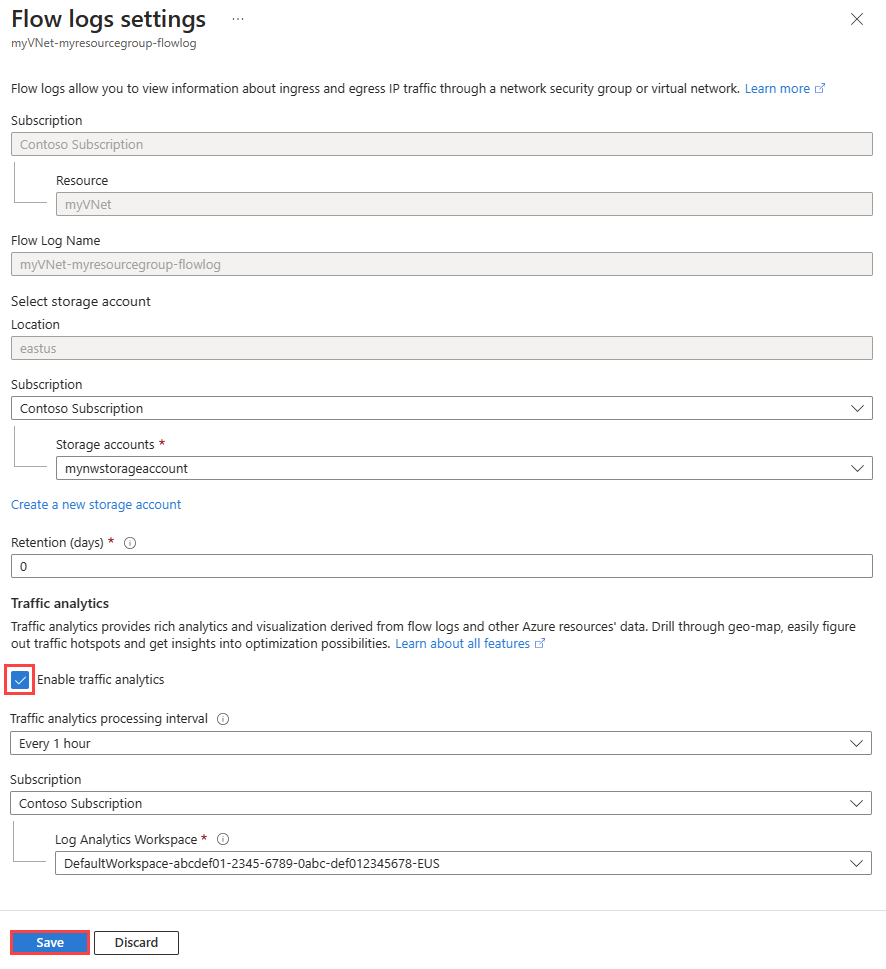 Flow logs settings ...
myVNet-myresourcegroup-flowlog
Flow logs allow you to view information about ingress and egress IP traffic through a network security group or virtual network. Learn more
Subscription
Contoso Subscription
Resource
myVNet
Flow Log Name
myVNet-myresourcegroup-flowlog
Select storage account
Location
eastus
Subscription
Contoso Subscription
Storage accounts *
mynwstorageaccount
Create a new storage account
Retention (days) *
0
Traffic analytics
Traffic analytics provides rich analytics and visualization derived from flow logs and other Azure resources' data. Drill through geo-map, easily figure
out traffic hotspots and get insights into optimization possibilities. Learn about all features
Enable traffic analytics
Traffic analytics processing interval
Every 1 hour
Subscription
Contoso Subscription
Log Analytics Workspace *
DefaultWorkspace-abcdef01-2345-6789-0abc-def012345678-EUS
Save Discard